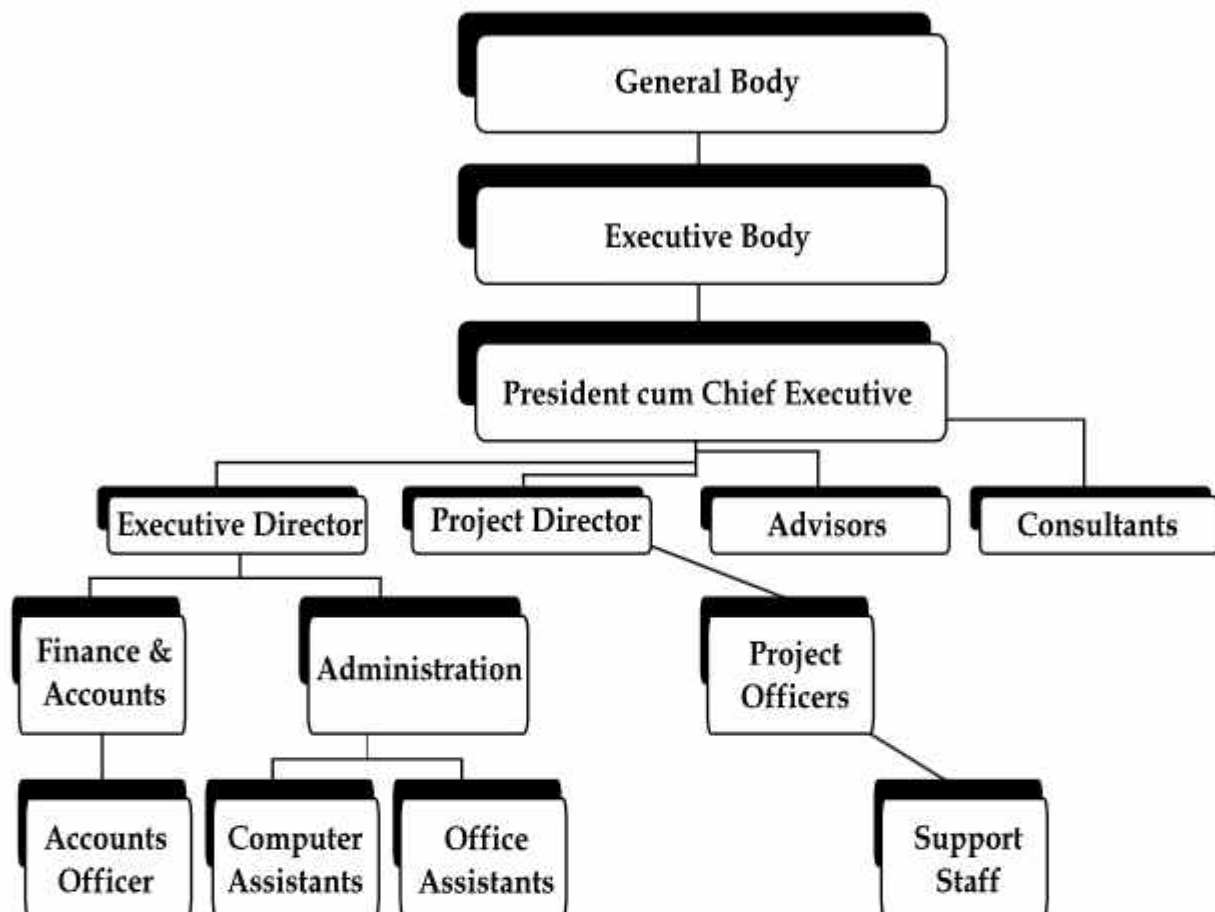 General Body
Executive Body
President cum Chief Executive
Executive Director
Project Director
Advisors
Consultants
Finance &
Accounts
Administration
Project
Officers
Accounts
Officer
Computer
Assistants
Office
Assistants
Support
Staff